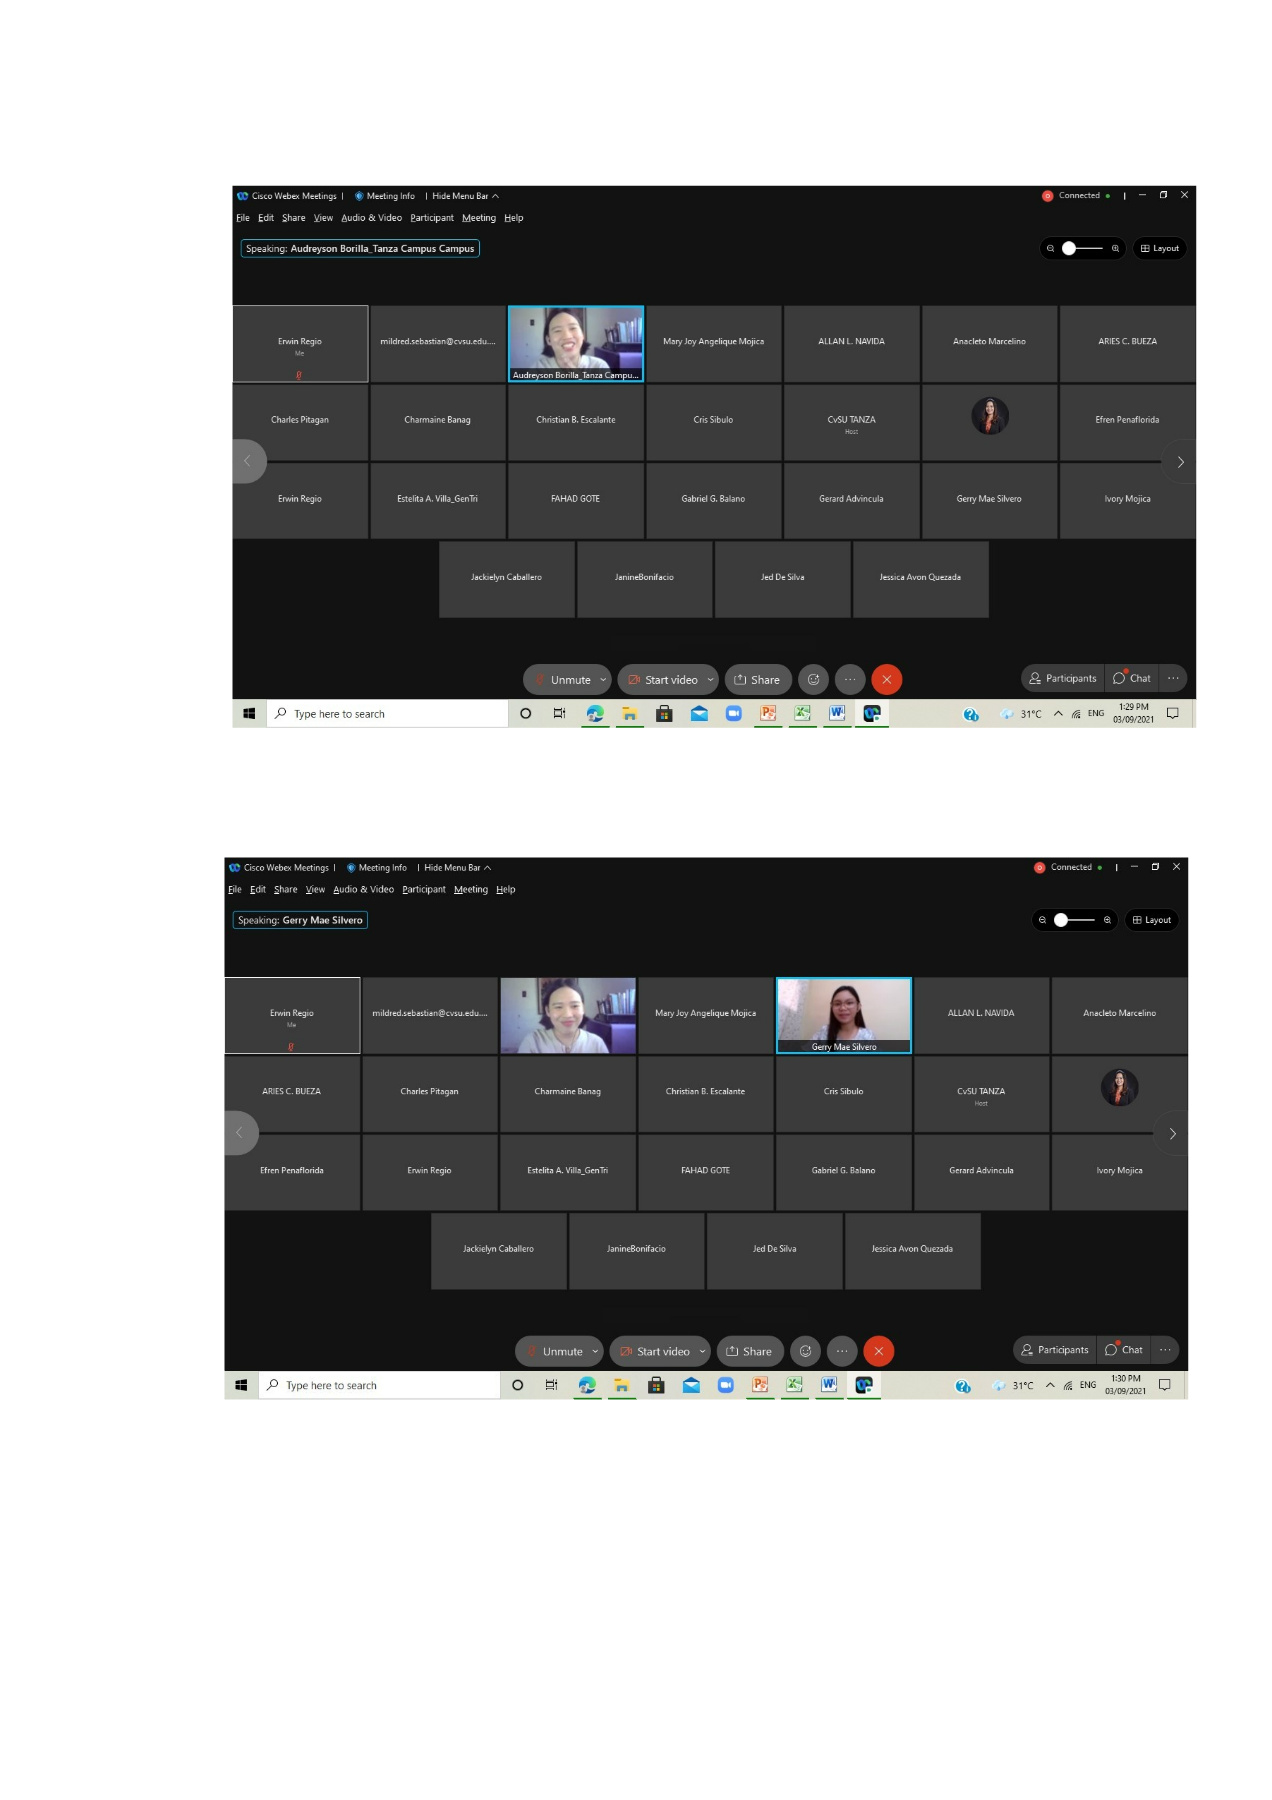 Cisco Webex Meetings | Meeting Info | Hide Menu Bar Connected |
File Edit Share View Audio & Video Participant Meeting Help
Speaking: Audreyson Borilla_Tanza Campus Campus Layout
Erwin Regio mildred.sebastian@cvsu.edu.... Mary Joy Angelique Mojica ALLAN L. NAVIDA Anacleto Marcelino ARIES C. BUEZA
Me
Audreyson Borilla_Tanza Campu...
Charles Pitagan Charmaine Banag Christian B. Escalante Cris Sibulo CvSU TANZA Efren Penaflorida
Host
Erwin Regio Estelita A. Villa_GenTri FAHAD GOTE Gabriel G. Balano Gerard Advincula Gerry Mae Silvero Ivory Mojica
Jackielyn Caballero JanineBonifacio Jed De Silva Jessica Avon Quezada
Unmute Start video Share Participants Chat
Type here to search 31°C ENG 1:29 PM
03/09/2021
Cisco Webex Meetings | Meeting Info | Hide Menu Bar Connected |
File Edit Share View Audio & Video Participant Meeting Help
Speaking: Gerry Mae Silvero Layout
Erwin Regio mildred.sebastian@cvsu.edu.... Mary Joy Angelique Mojica ALLAN L. NAVIDA Anacleto Marcelino
Me
Gerry Mae Silvero
ARIES C. BUEZA Charles Pitagan Charmaine Banag Christian B. Escalante Cris Sibulo CvSU TANZA
Host
Efren Penaflorida Erwin Regio Estelita A. Villa_GenTri FAHAD GOTE Gabriel G. Balano Gerard Advincula Ivory Mojica
Jackielyn Caballero JanineBonifacio Jed De Silva Jessica Avon Quezada
Unmute Start video Share Participants Chat
Type here to search 31°C ENG 1:30 PM
03/09/2021